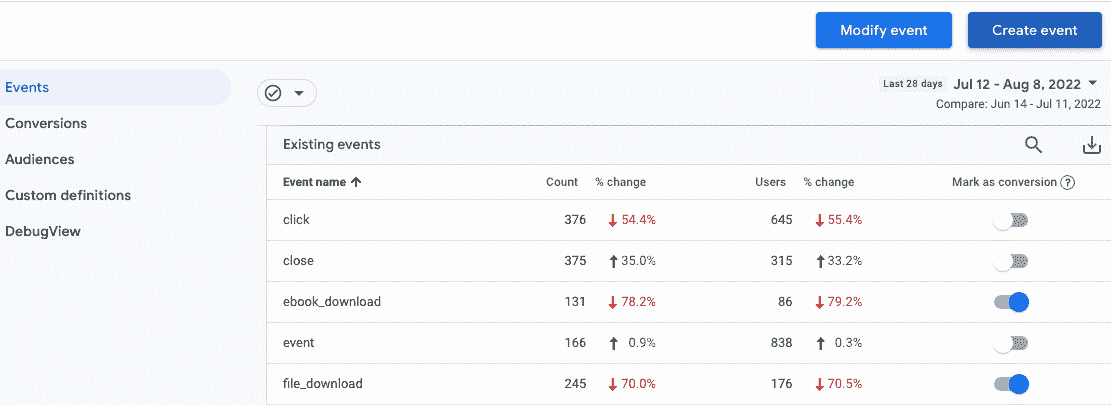 Modify event Create event
Events
Conversions
Audiences
Custom definitions
DebugView
Last 28 days Jul 12 - Aug 8, 2022
Compare: Jun 14 - Jul 11, 2022
Existing events
Event name ↑ Count % change Users % change Mark as conversion ?
click 376 ↓ 54.4% 645 ↓ 55.4%
close 375 ↑ 35.0% 315 ↑ 33.2%
ebook_download 131 ↓ 78.2% 86 ↓ 79.2%
event 166 ↑ 0.9% 838 ↑ 0.3%
file_download 245 ↓ 70.0% 176 ↓ 70.5%